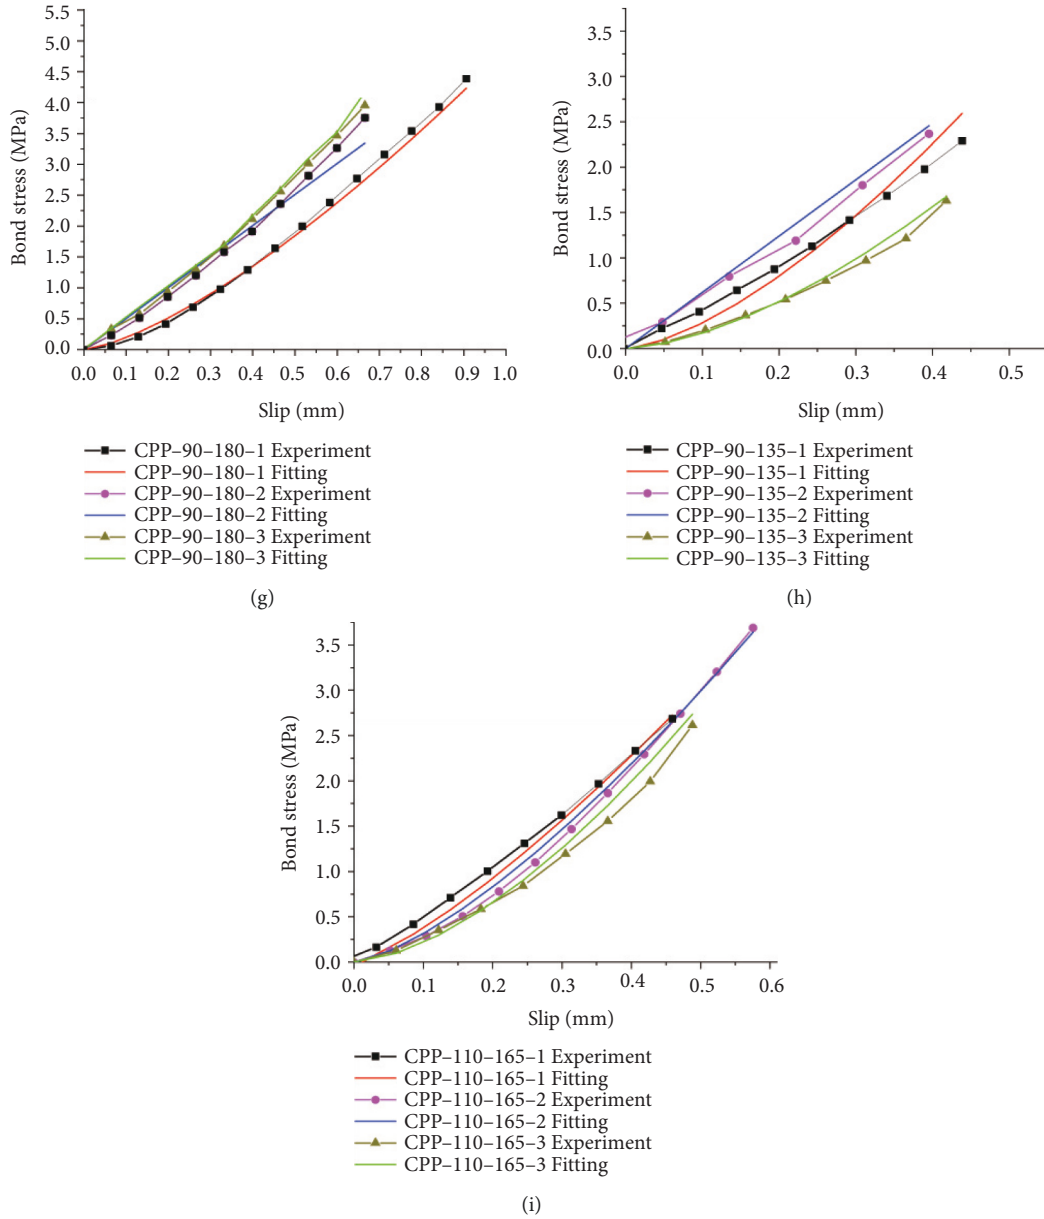 5.5
5.0
4.5
4.0
3.5
3.0
2.5
2.0
1.5
1.0
0.5
0.0
Bond stress (MPa)
0.0 0.1 0.2 0.3 0.4 0.5 0.6 0.7 0.8 0.9 1.0
Slip (mm)
CPP–90–180–1 Experiment
CPP–90–180–1 Fitting
CPP–90–180–2 Experiment
CPP–90–180–2 Fitting
CPP–90–180–3 Experiment
CPP–90–180–3 Fitting
(g)
3.5
3.0
2.5
2.0
1.5
1.0
0.5
0.0
Bond stress (MPa)
0.0 0.1 0.2 0.3 0.4 0.5
Slip (mm)
CPP–90–135–1 Experiment
CPP–90–135–1 Fitting
CPP–90–135–2 Experiment
CPP–90–135–2 Fitting
CPP–90–135–3 Experiment
CPP–90–135–3 Fitting
(h)
3.5
3.0
2.5
2.0
1.5
1.0
0.5
0.0
Bond stress (MPa)
0.0 0.1 0.2 0.3 0.4 0.5 0.6
Slip (mm)
CPP–110–165–1 Experiment
CPP–110–165–1 Fitting
CPP–110–165–2 Experiment
CPP–110–165–2 Fitting
CPP–110–165–3 Experiment
CPP–110–165–3 Fitting
(i)